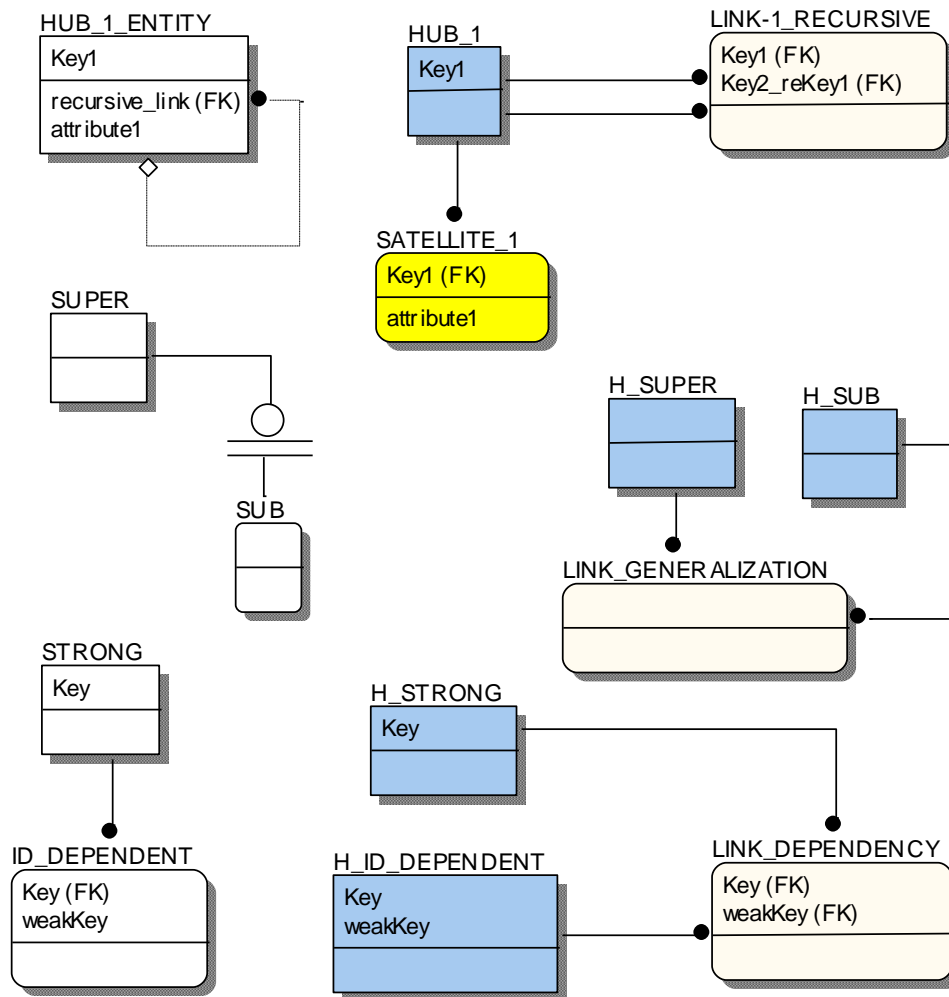 HUB_1_ENTITY
Key1
recursive_link (FK)
attribute1
HUB_1
Key1
LINK-1_RECURSIVE
Key1 (FK)
Key2_reKey1 (FK)
SATELLITE_1
Key1 (FK)
attribute1
SUPER
SUB
H_SUPER
H_SUB
LINK_GENERALIZATION
STRONG
Key
ID_DEPENDENT
Key (FK)
weakKey
H_STRONG
Key
H_ID_DEPENDENT
Key
weakKey
LINK_DEPENDENCY
Key (FK)
weakKey (FK)